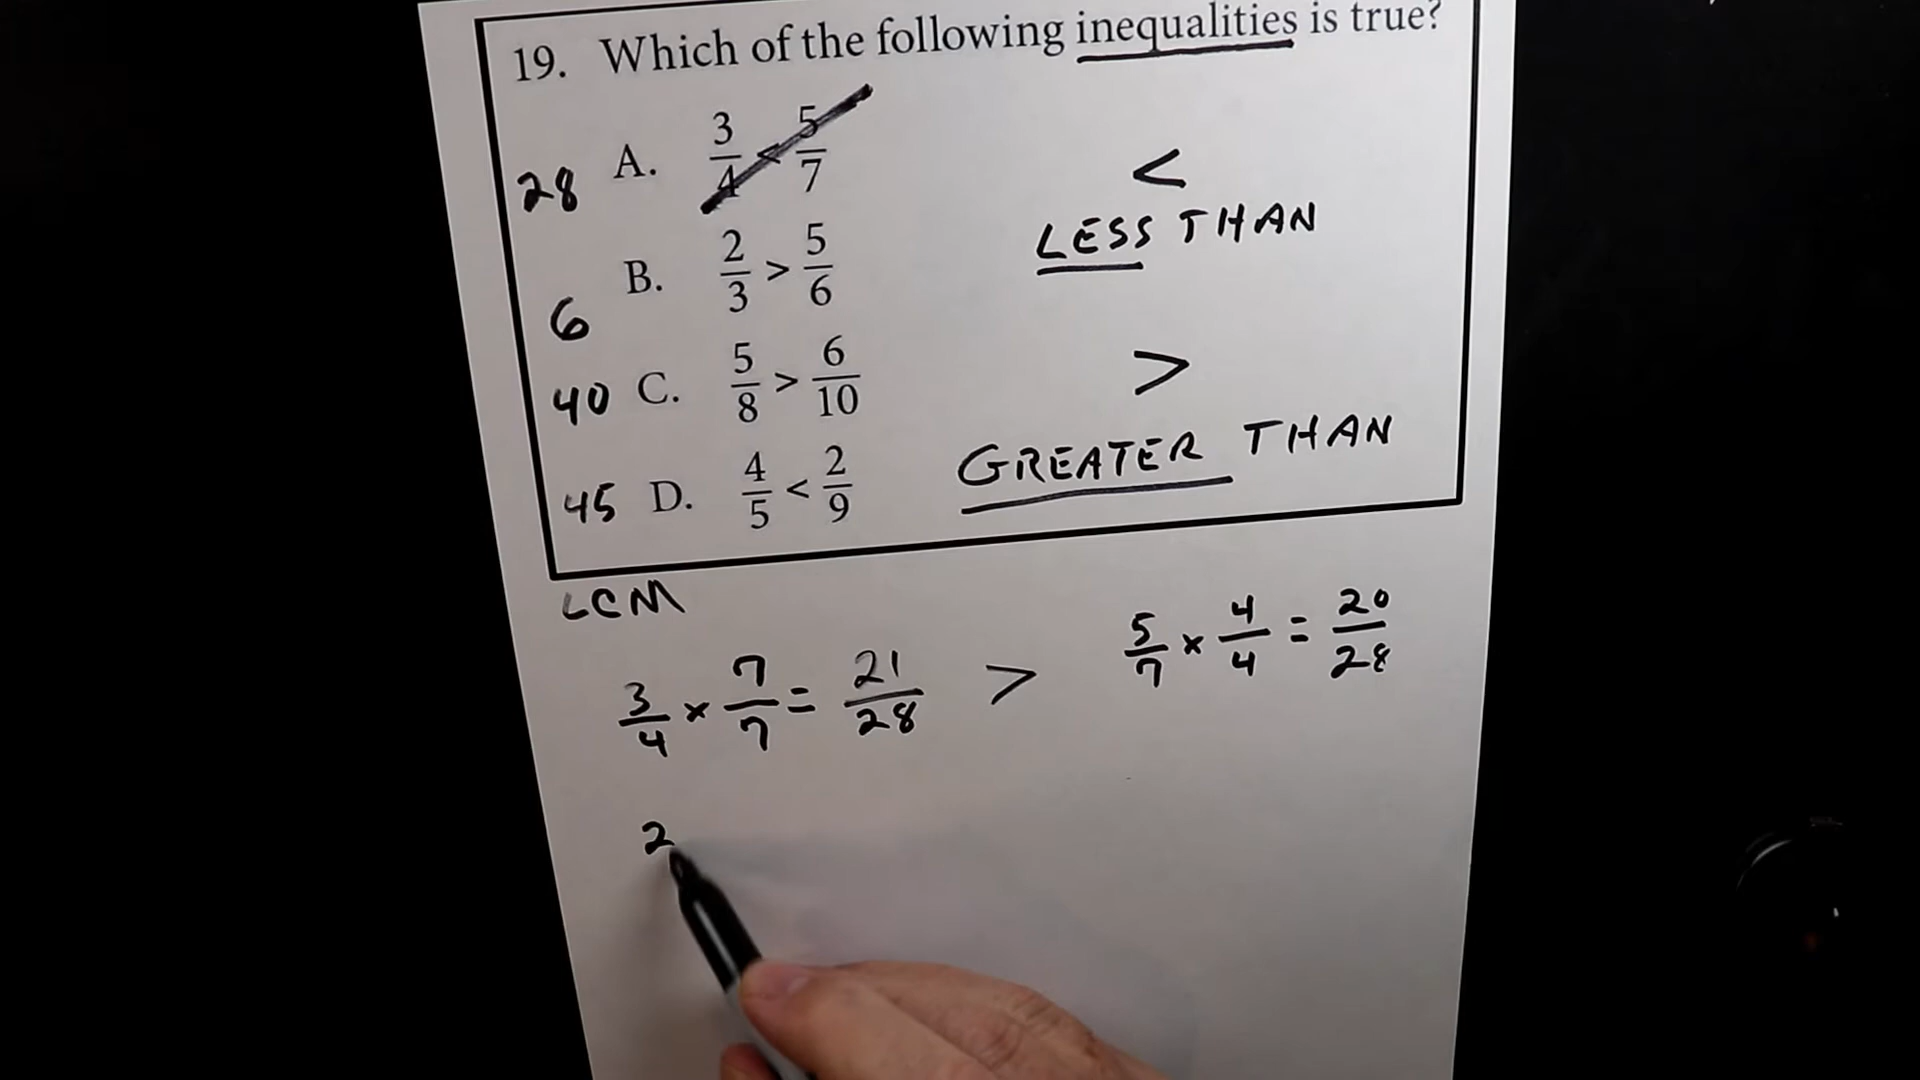 19. Which of the following inequalities is true?
28 A. 3/4 < 5/7
<
LESS THAN
6 B. 2/3 > 5/6
>
40 C. 5/8 > 6/10
GREATER THAN
45 D. 4/5 < 2/9
LCM
3/4 × 7/7 = 21/28 > 5/7 × 4/4 = 20/28
2